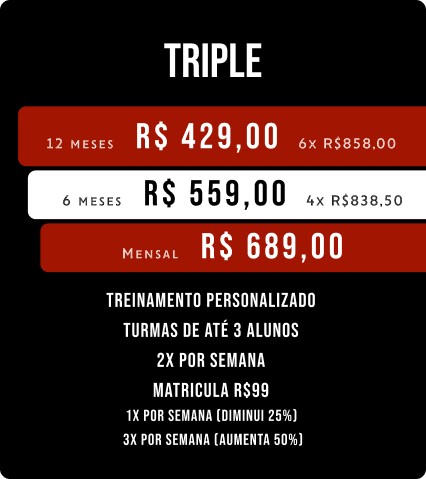 TRIPLE
12 MESES R$ 429,00 6X R$858,00
6 MESES R$ 559,00 4X R$838,50
MENSAL R$ 689,00
TREINAMENTO PERSONALIZADO
TURMAS DE ATÉ 3 ALUNOS
2X POR SEMANA
MATRICULA R$99
1X POR SEMANA (DIMINUI 25%)
3X POR SEMANA (AUMENTA 50%)